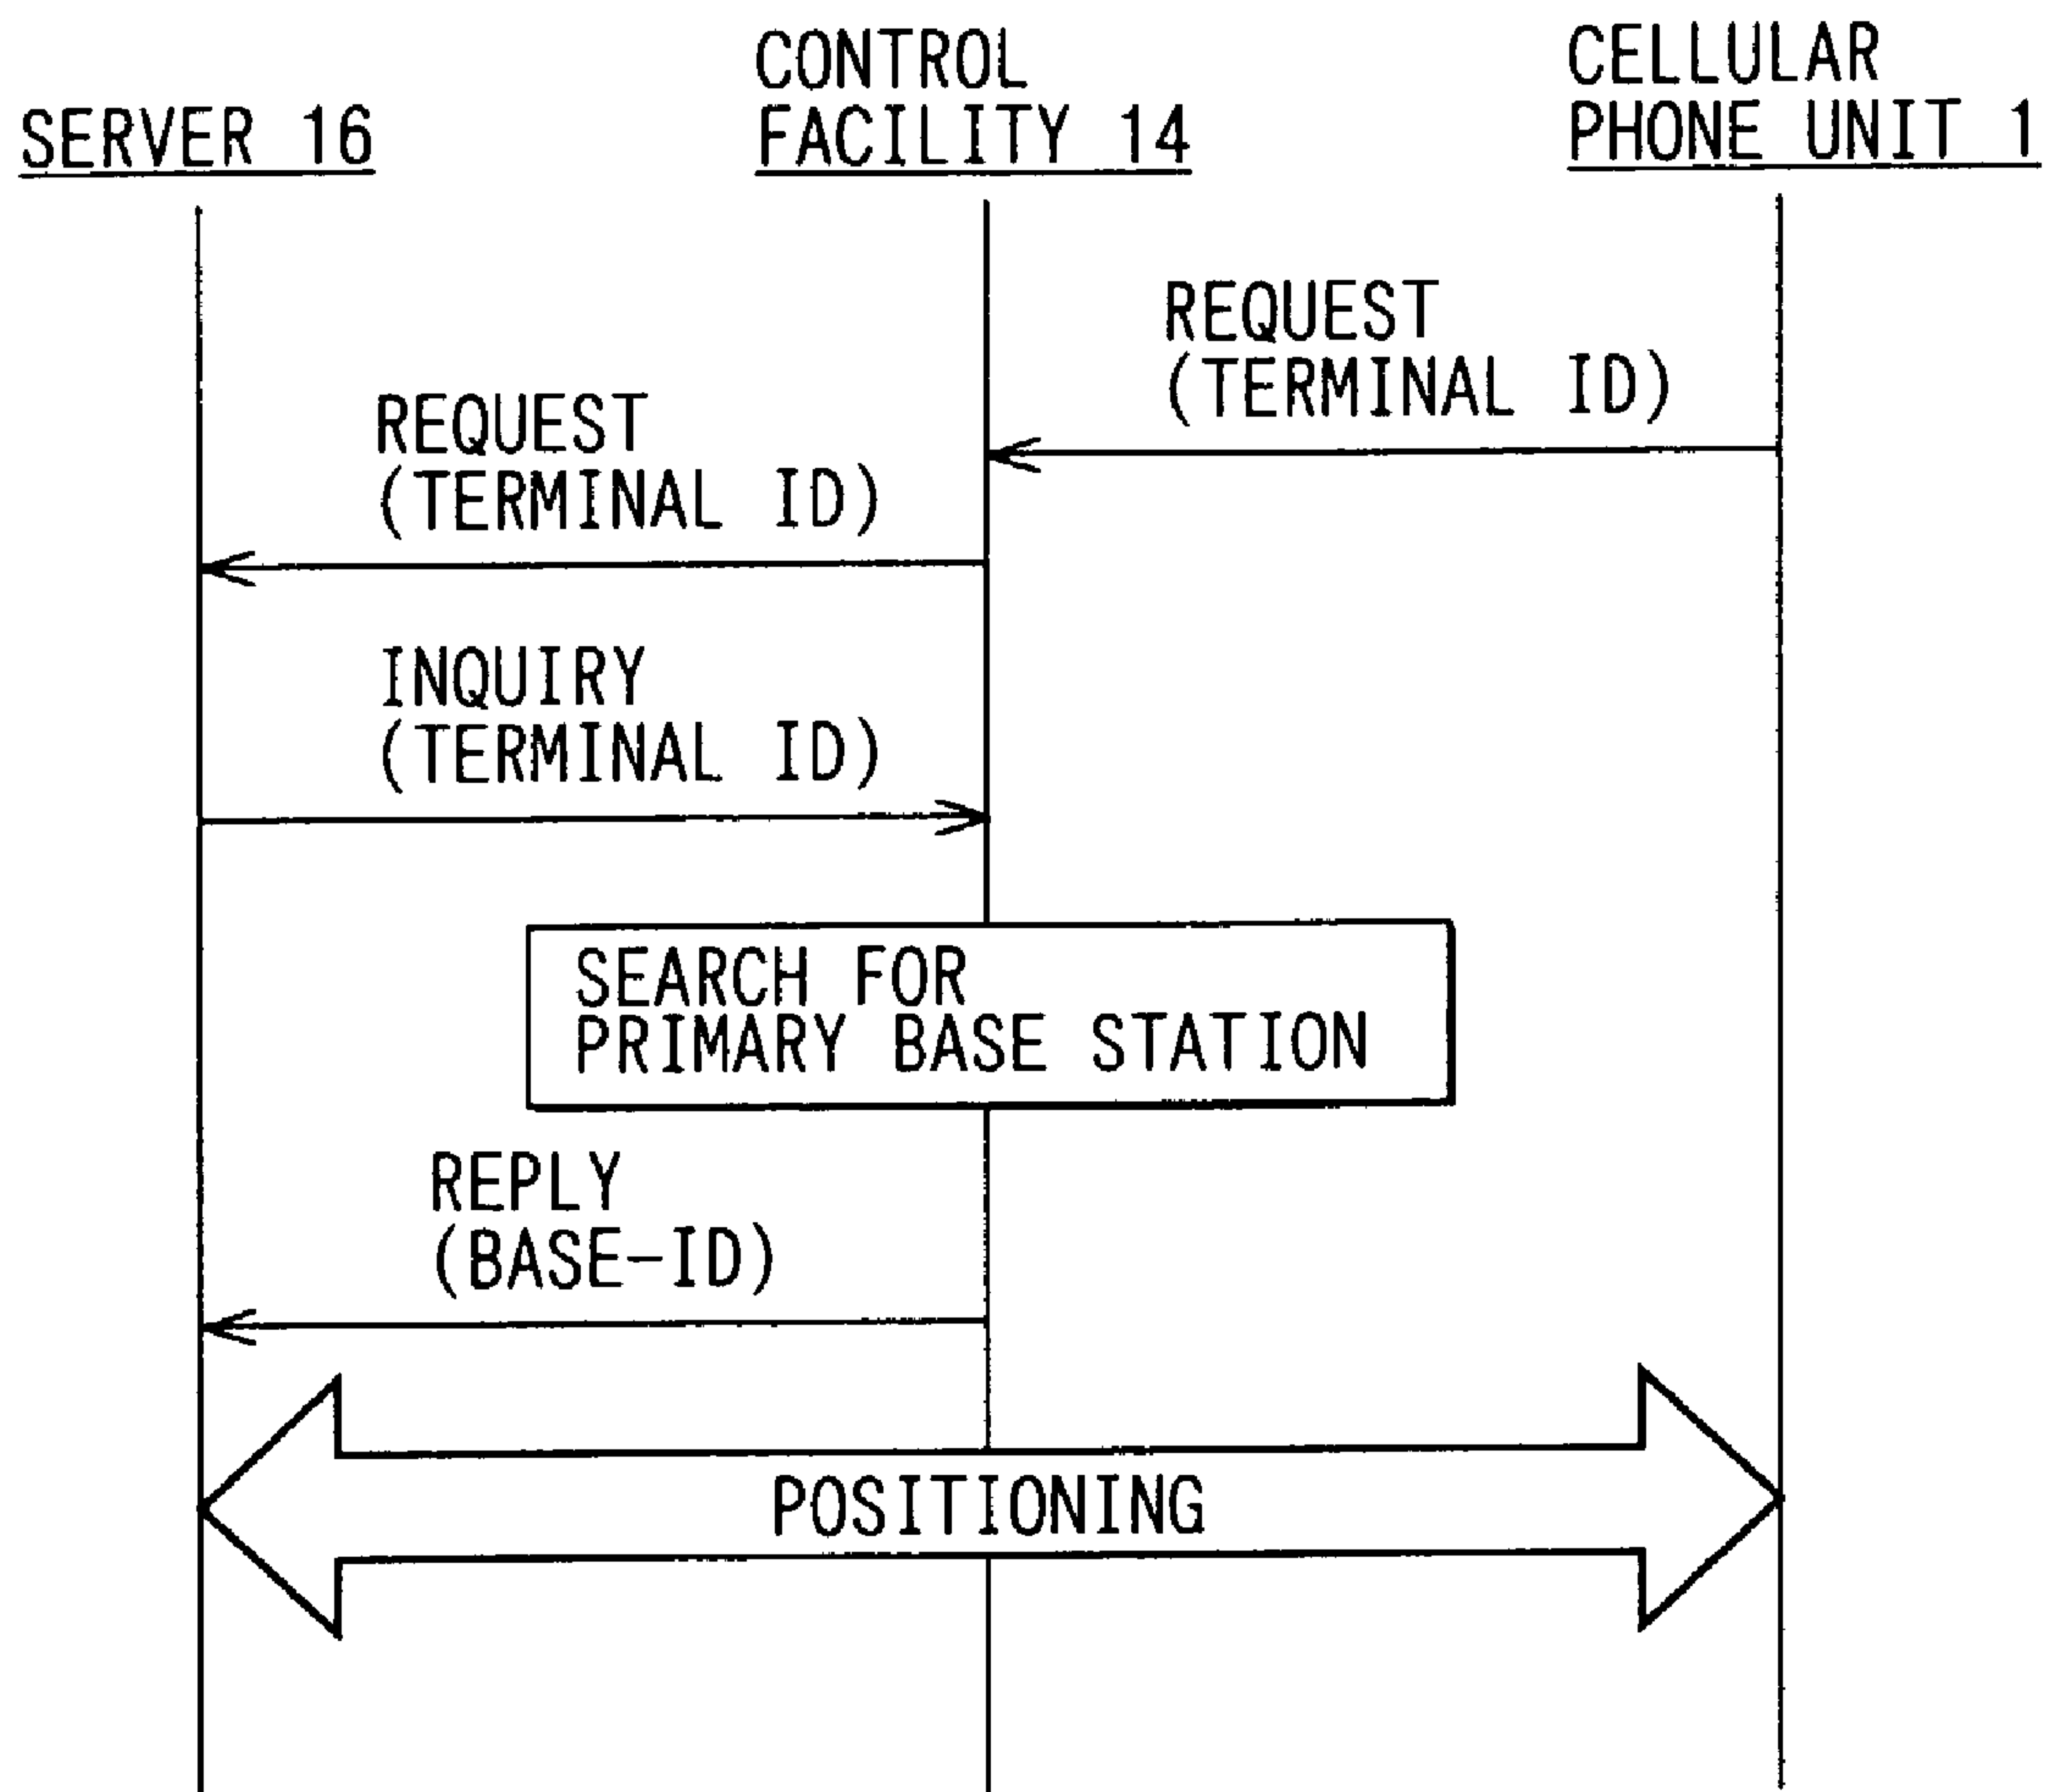 SERVER 16
CONTROL
FACILITY 14
CELLULAR
PHONE UNIT 1
REQUEST
(TERMINAL ID)
REQUEST
(TERMINAL ID)
INQUIRY
(TERMINAL ID)
SEARCH FOR
PRIMARY BASE STATION
REPLY
(BASE-ID)
POSITIONING